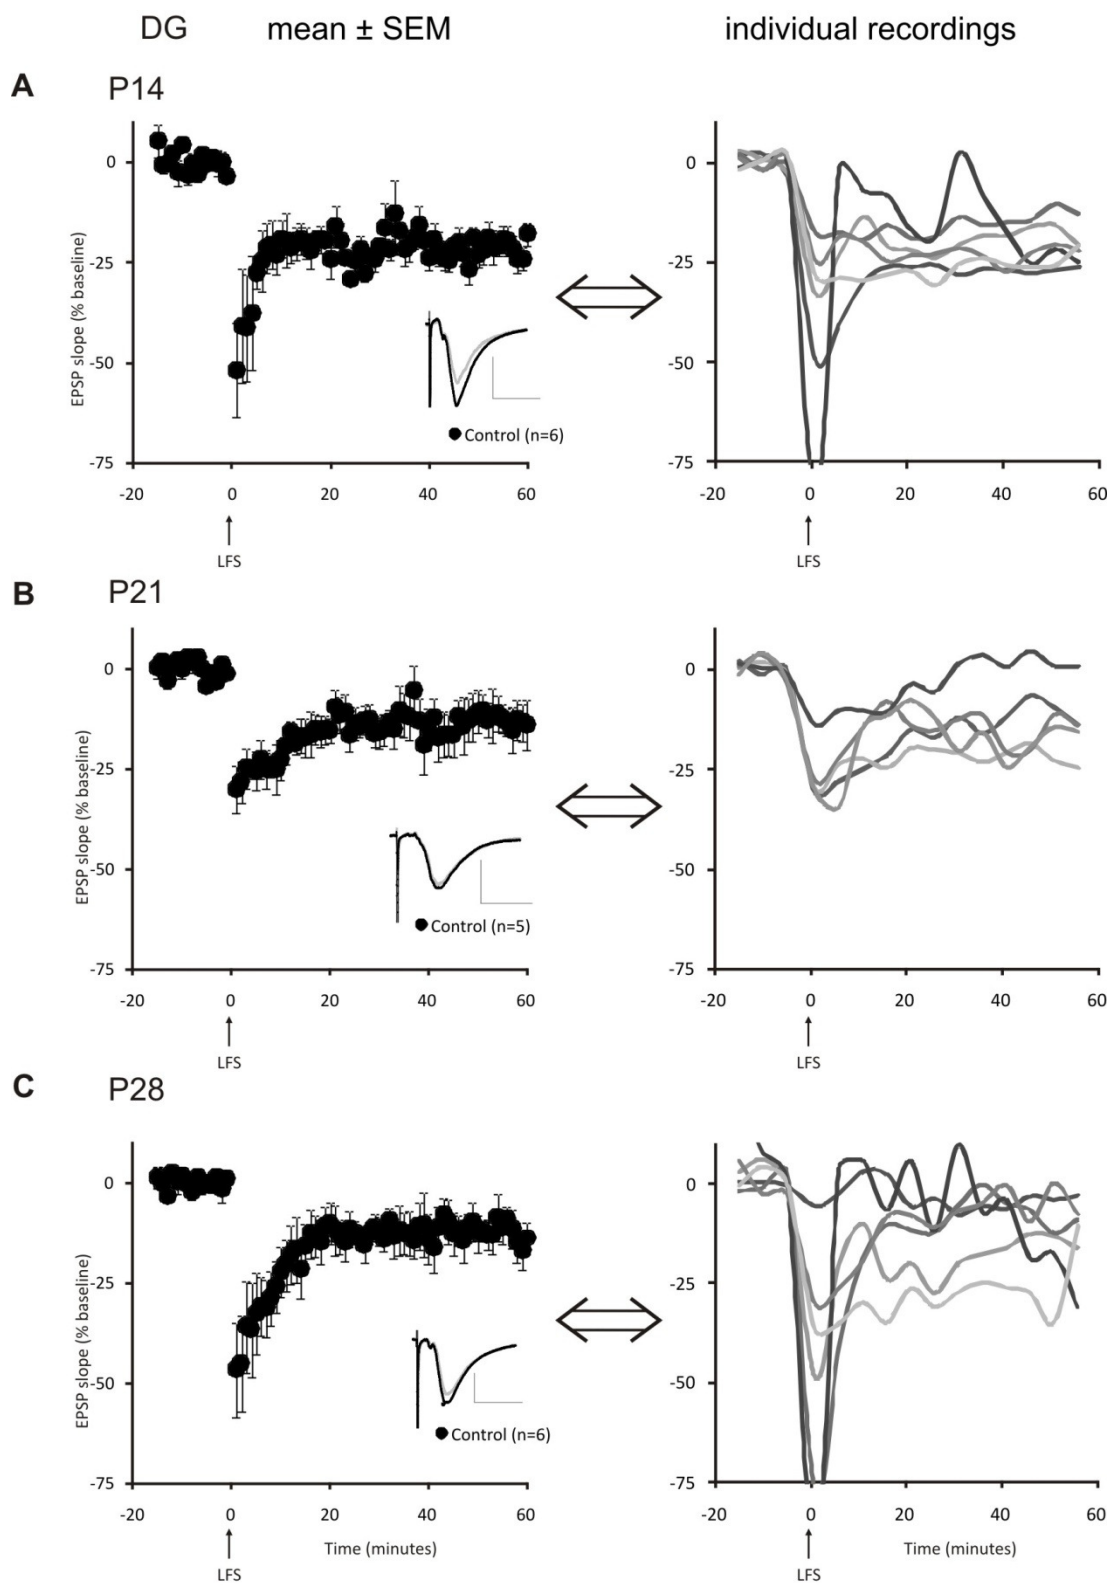 DG mean ± SEM individual recordings
A P14
0 0
-25 -25
-50 -50
-75 -75
EPSP slope (% baseline)
Control (n=6)
-20 0 20 40 60 -20 0 20 40 60
LFS LFS
B P21
0 0
-25 -25
-50 -50
-75 -75
EPSP slope (% baseline)
Control (n=5)
-20 0 20 40 60 -20 0 20 40 60
LFS LFS
C P28
0 0
-25 -25
-50 -50
-75 -75
EPSP slope (% baseline)
Control (n=6)
-20 0 20 40 60 -20 0 20 40 60
Time (minutes) Time (minutes)
LFS LFS